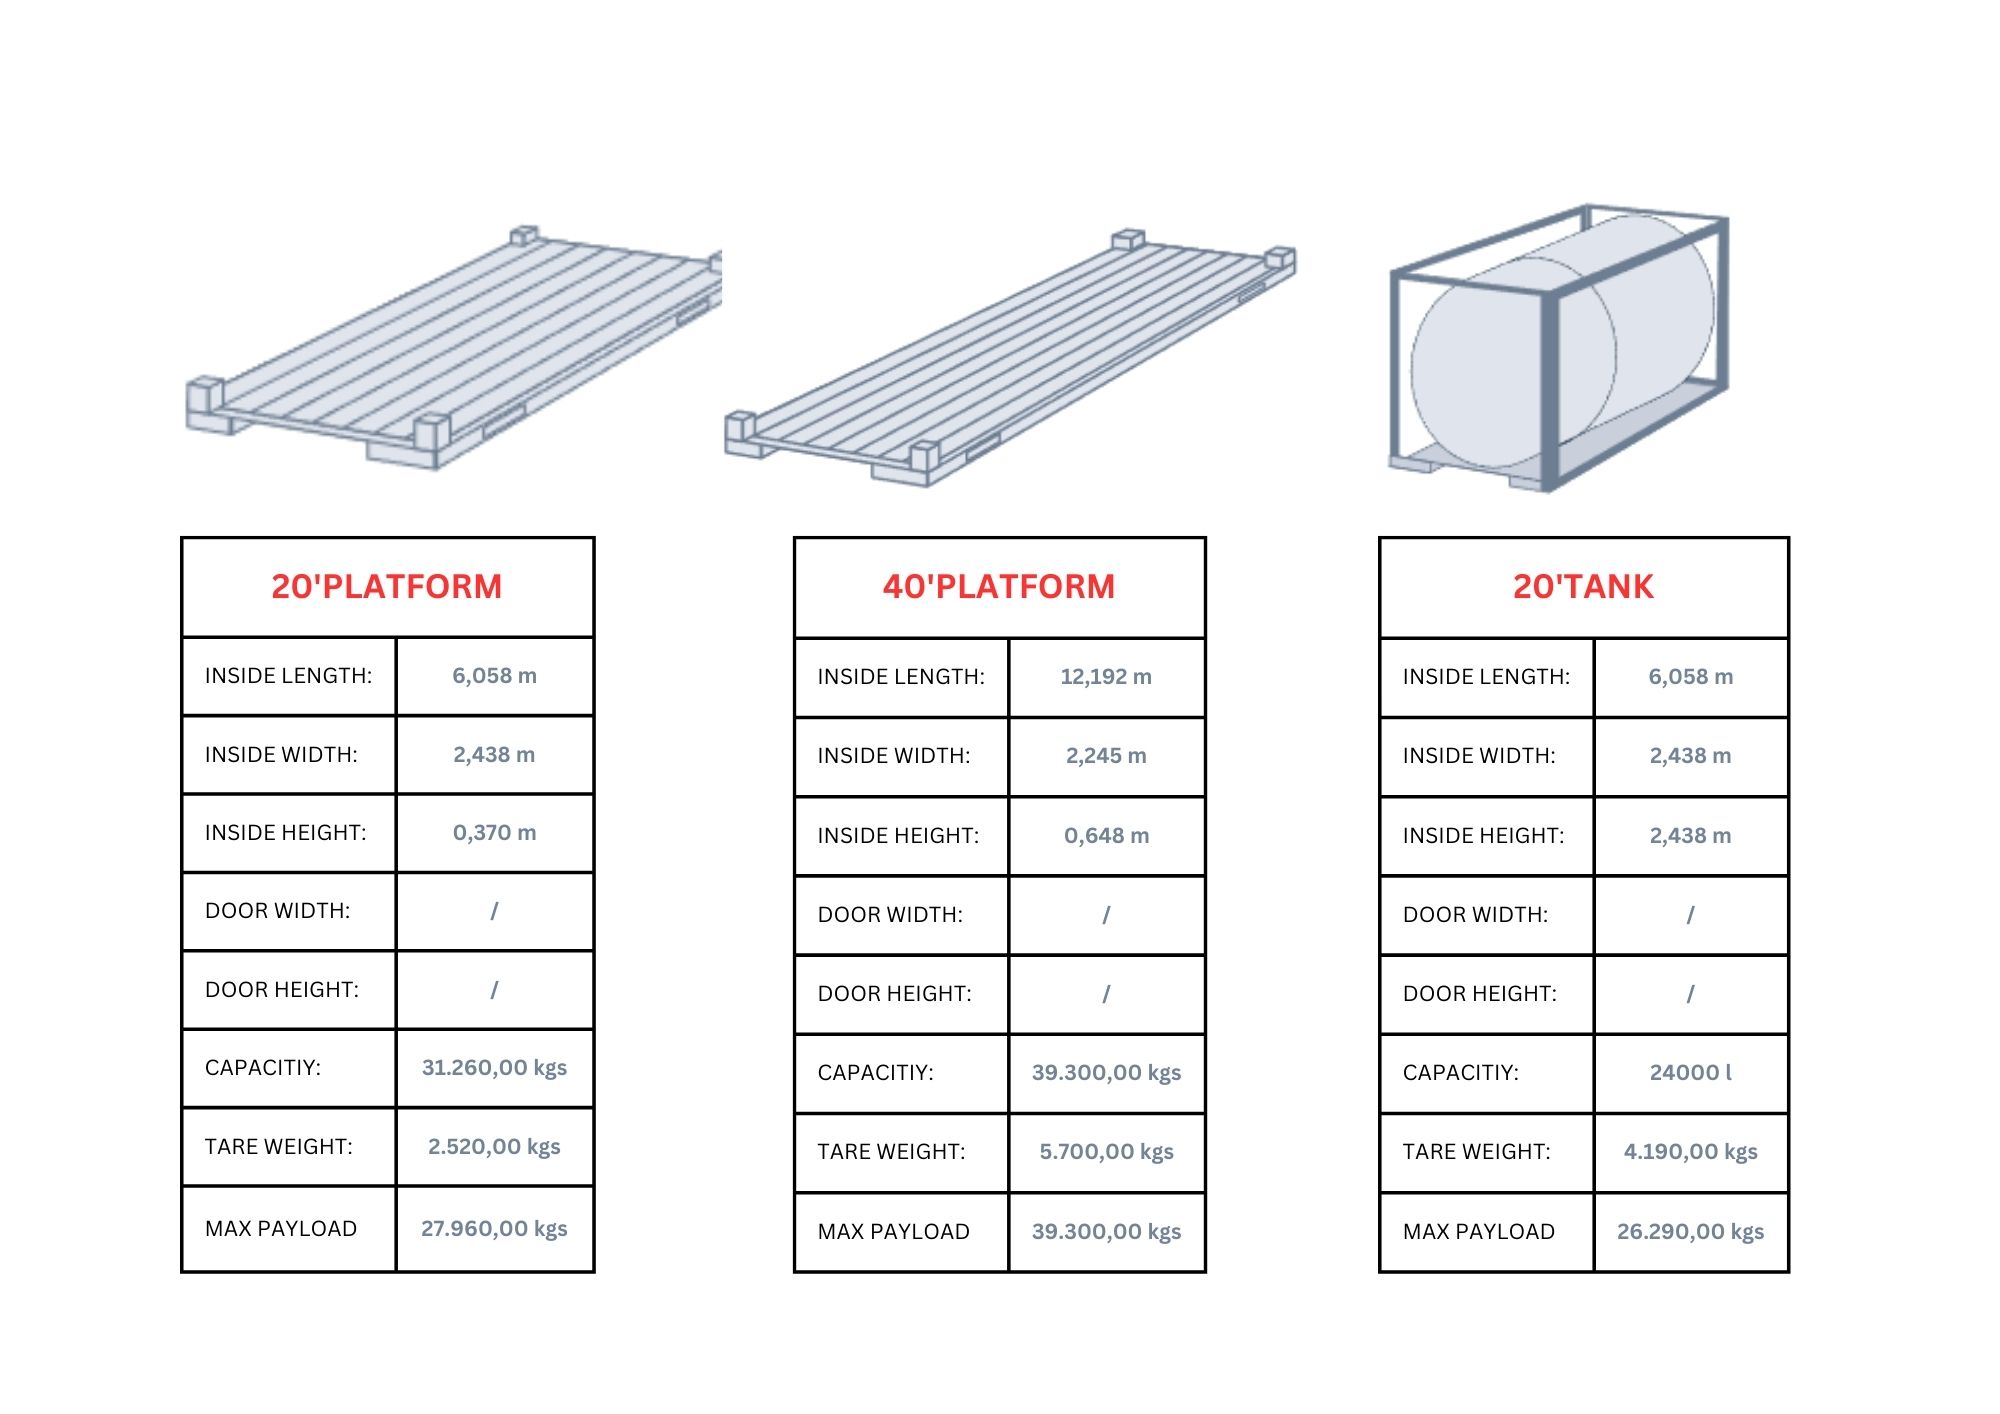 20'PLATFORM
INSIDE LENGTH: 6,058 m
INSIDE WIDTH: 2,438 m
INSIDE HEIGHT: 0,370 m
DOOR WIDTH: /
DOOR HEIGHT: /
CAPACITIY: 31.260,00 kgs
TARE WEIGHT: 2.520,00 kgs
MAX PAYLOAD 27.960,00 kgs
40'PLATFORM
INSIDE LENGTH: 12,192 m
INSIDE WIDTH: 2,245 m
INSIDE HEIGHT: 0,648 m
DOOR WIDTH: /
DOOR HEIGHT: /
CAPACITIY: 39.300,00 kgs
TARE WEIGHT: 5.700,00 kgs
MAX PAYLOAD 39.300,00 kgs
20'TANK
INSIDE LENGTH: 6,058 m
INSIDE WIDTH: 2,438 m
INSIDE HEIGHT: 2,438 m
DOOR WIDTH: /
DOOR HEIGHT: /
CAPACITIY: 24000 l
TARE WEIGHT: 4.190,00 kgs
MAX PAYLOAD 26.290,00 kgs